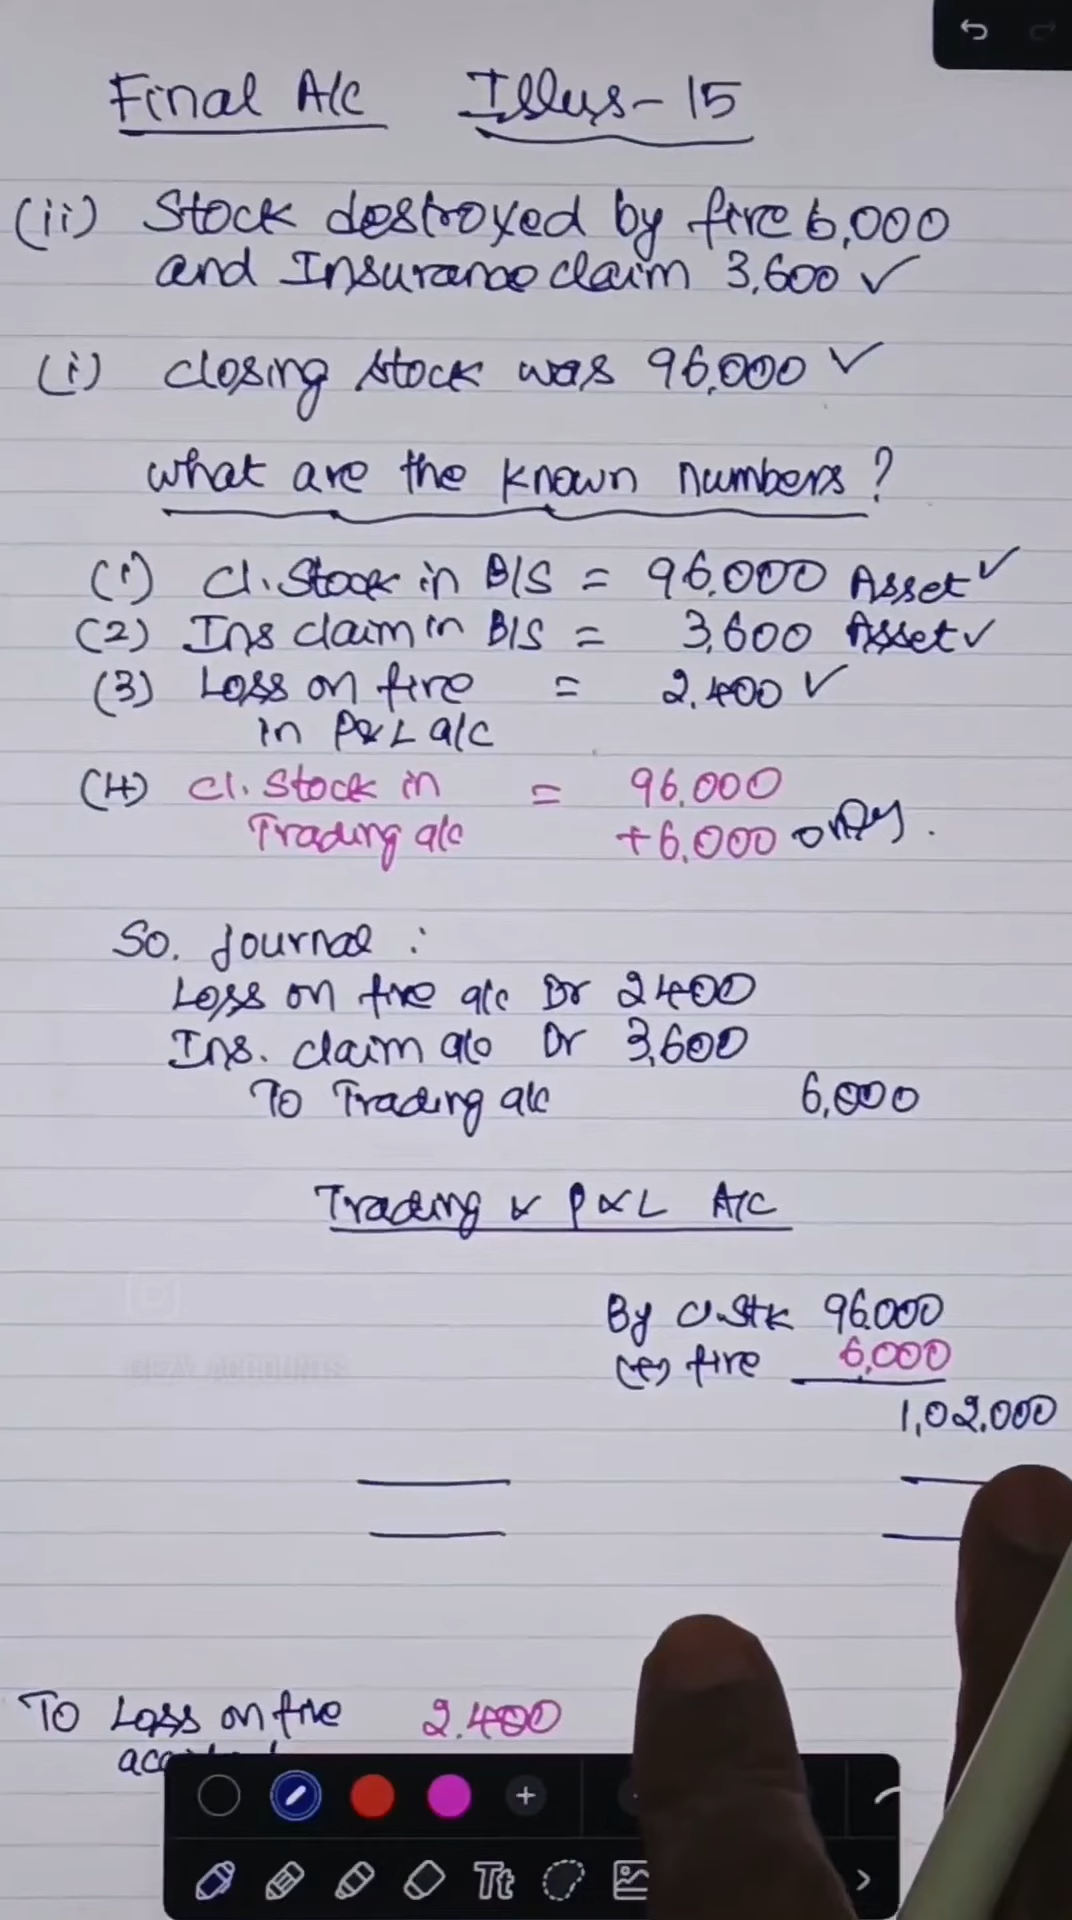 Final A/c Illus-15
(ii) Stock destroyed by fire 6,000
and Insurance claim 3,600 ✓
(i) closing stock was 96,000 ✓
what are the known numbers?
(1) Cl. Stock in B/S = 96,000 Asset ✓
(2) Ins claim in B/S = 3,600 Asset ✓
(3) Loss on fire = 2,400 ✓
in P&L a/c
(4) Cl. Stock in = 96,000
Trading a/c +6,000 only.
So, Journal :
Loss on fire a/c Dr 2400
Ins. claim a/c Dr 3,600
To Trading a/c 6,000
Trading & P&L A/C
By Cl.Stk 96,000
(+) fire 6,000
1,02,000
To Loss on fire 2,400
Tt